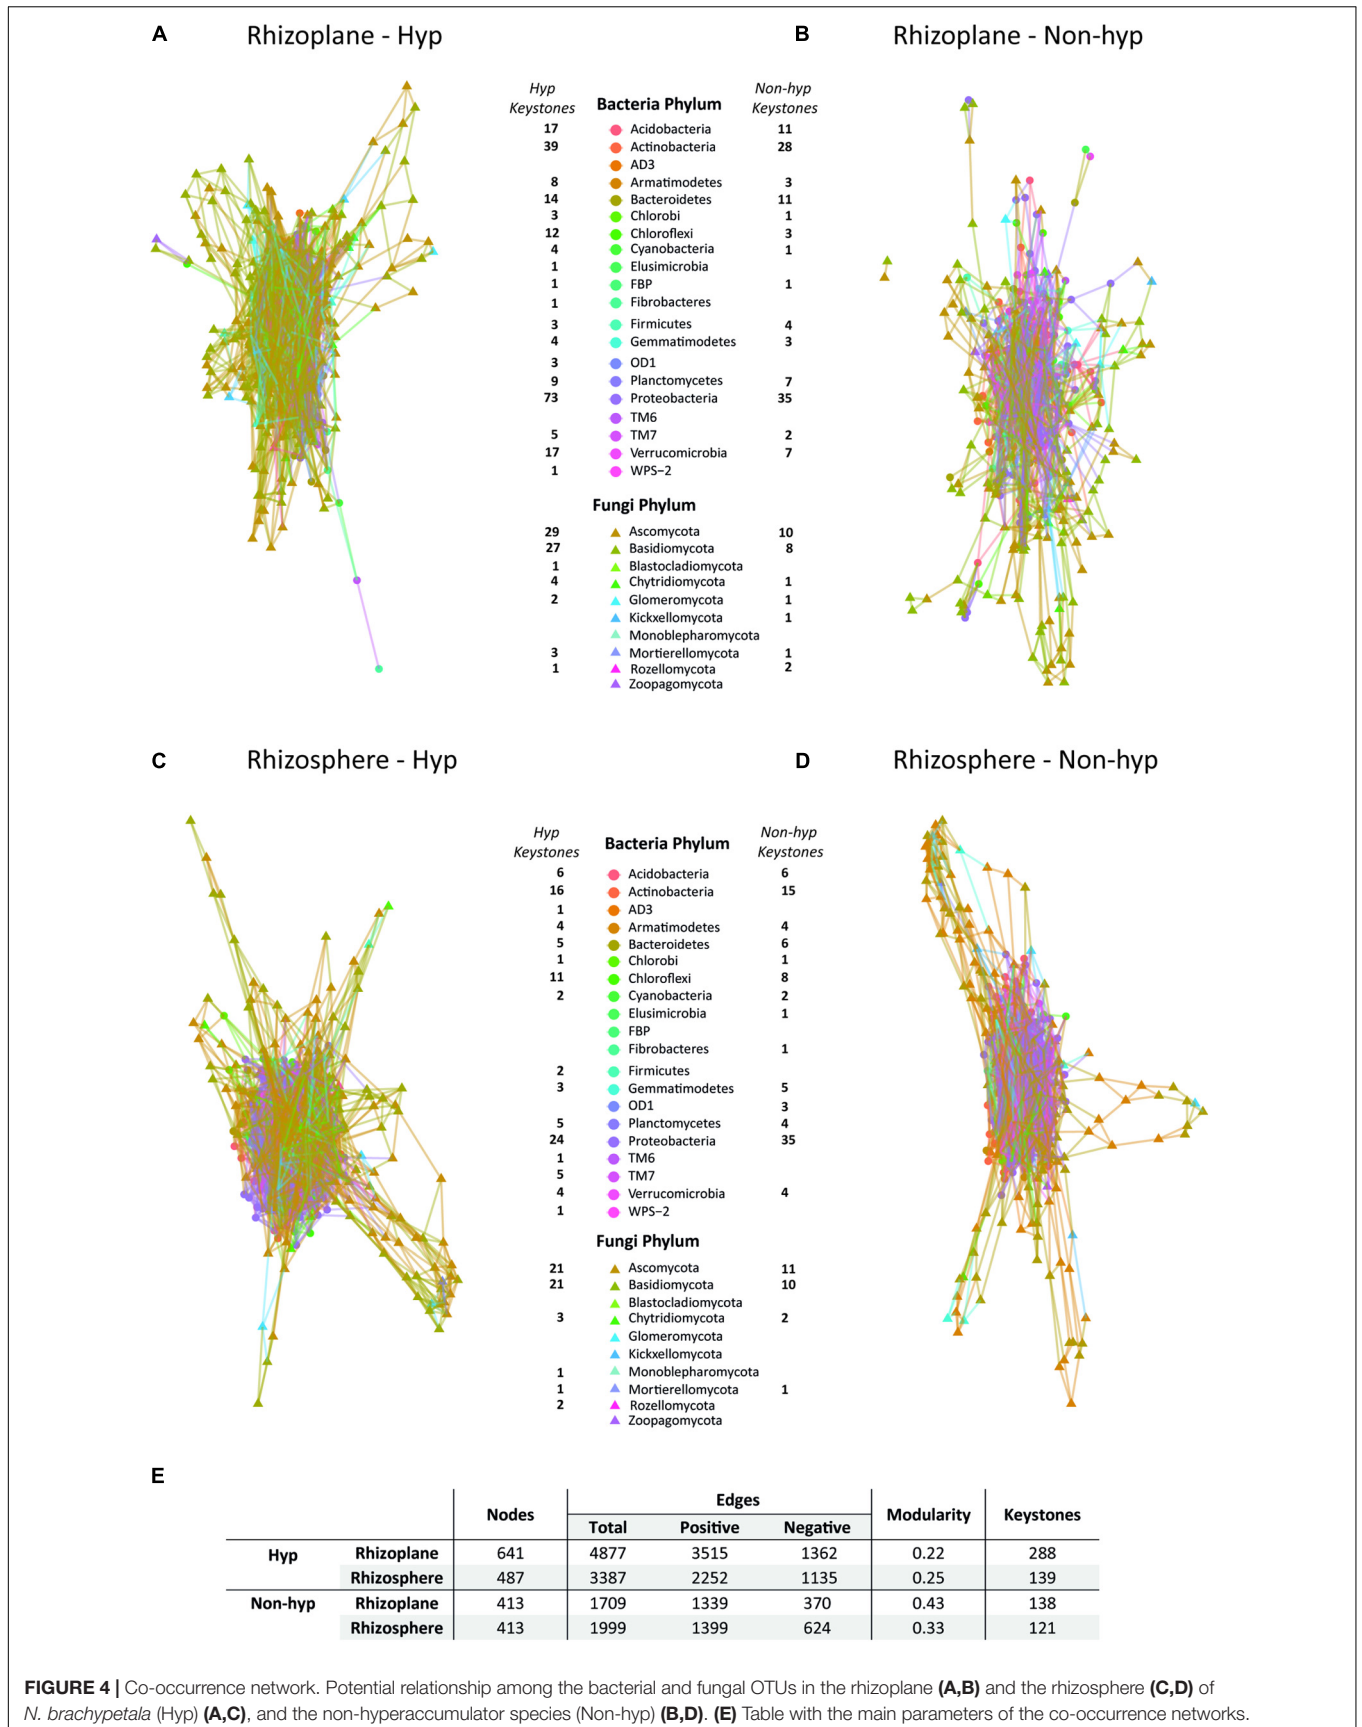 A Rhizoplane - Hyp
B Rhizoplane - Non-hyp
Hyp Keystones Bacteria Phylum Non-hyp Keystones
17 Acidobacteria 11
39 Actinobacteria 28
AD3
8 Armatimodetes 3
14 Bacteroidetes 11
3 Chlorobi 1
12 Chloroflexi 3
4 Cyanobacteria 1
1 Elusimicrobia
1 FBP 1
1 Fibrobacteres
3 Firmicutes 4
4 Gemmatimodetes 3
3 OD1
9 Planctomycetes 7
73 Proteobacteria 35
TM6
5 TM7 2
17 Verrucomicrobia 7
1 WPS-2
Fungi Phylum
29 Ascomycota 10
27 Basidiomycota 8
1 Blastocladiomycota
4 Chytridiomycota 1
2 Glomeromycota 1
Kickxellomycota 1
Monoblepharomycota
3 Mortierellomycota 1
1 Rozellomycota 2
Zoopagomycota
C Rhizosphere - Hyp
D Rhizosphere - Non-hyp
Hyp Keystones Bacteria Phylum Non-hyp Keystones
6 Acidobacteria 6
16 Actinobacteria 15
1 AD3
4 Armatimodetes 4
5 Bacteroidetes 6
1 Chlorobi 1
11 Chloroflexi 8
2 Cyanobacteria 2
Elusimicrobia 1
FBP
Fibrobacteres 1
2 Firmicutes
3 Gemmatimodetes 5
OD1 3
5 Planctomycetes 4
24 Proteobacteria 35
1 TM6
5 TM7
4 Verrucomicrobia 4
1 WPS-2
Fungi Phylum
21 Ascomycota 11
21 Basidiomycota 10
Blastocladiomycota
3 Chytridiomycota 2
Glomeromycota
Kickxellomycota
1 Monoblepharomycota
1 Mortierellomycota 1
2 Rozellomycota
Zoopagomycota
E
Nodes Edges Modularity Keystones
Total Positive Negative
Hyp Rhizoplane 641 4877 3515 1362 0.22 288
Rhizosphere 487 3387 2252 1135 0.25 139
Non-hyp Rhizoplane 413 1709 1339 370 0.43 138
Rhizosphere 413 1999 1399 624 0.33 121
FIGURE 4 | Co-occurrence network. Potential relationship among the bacterial and fungal OTUs in the rhizoplane (A,B) and the rhizosphere (C,D) of
N. brachypetala (Hyp) (A,C), and the non-hyperaccumulator species (Non-hyp) (B,D). (E) Table with the main parameters of the co-occurrence networks.